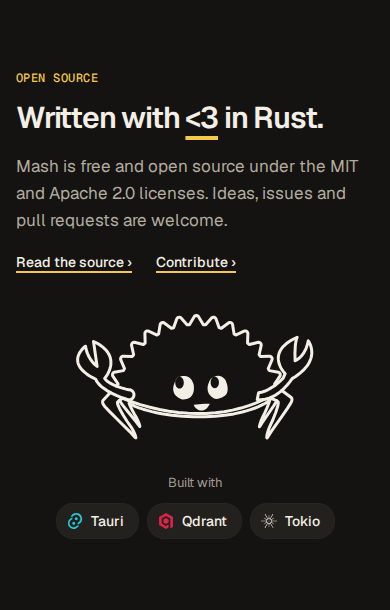 OPEN SOURCE
Written with <3 in Rust.
Mash is free and open source under the MIT
and Apache 2.0 licenses. Ideas, issues and
pull requests are welcome.
Read the source › Contribute ›
Built with
Tauri Qdrant Tokio